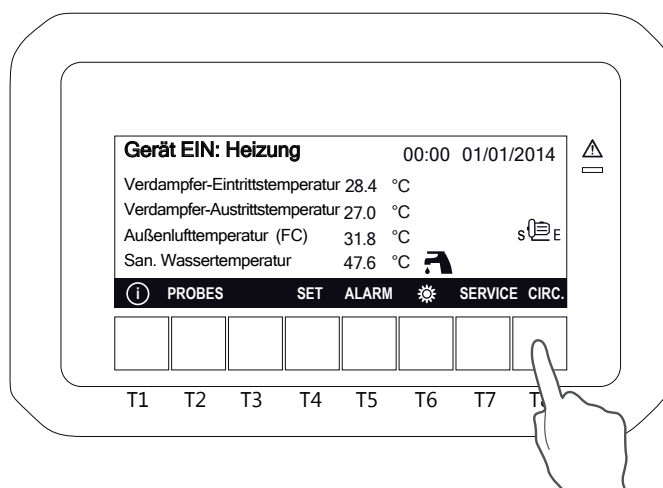 Gerät EIN: Heizung 00:00 01/01/2014
Verdampfer-Eintrittstemperatur 28.4 °C
Verdampfer-Austrittstemperatur 27.0 °C
Außenlufttemperatur (FC) 31.8 °C S E
San. Wassertemperatur 47.6 °C
i PROBES SET ALARM SERVICE CIRC.
T1 T2 T3 T4 T5 T6 T7